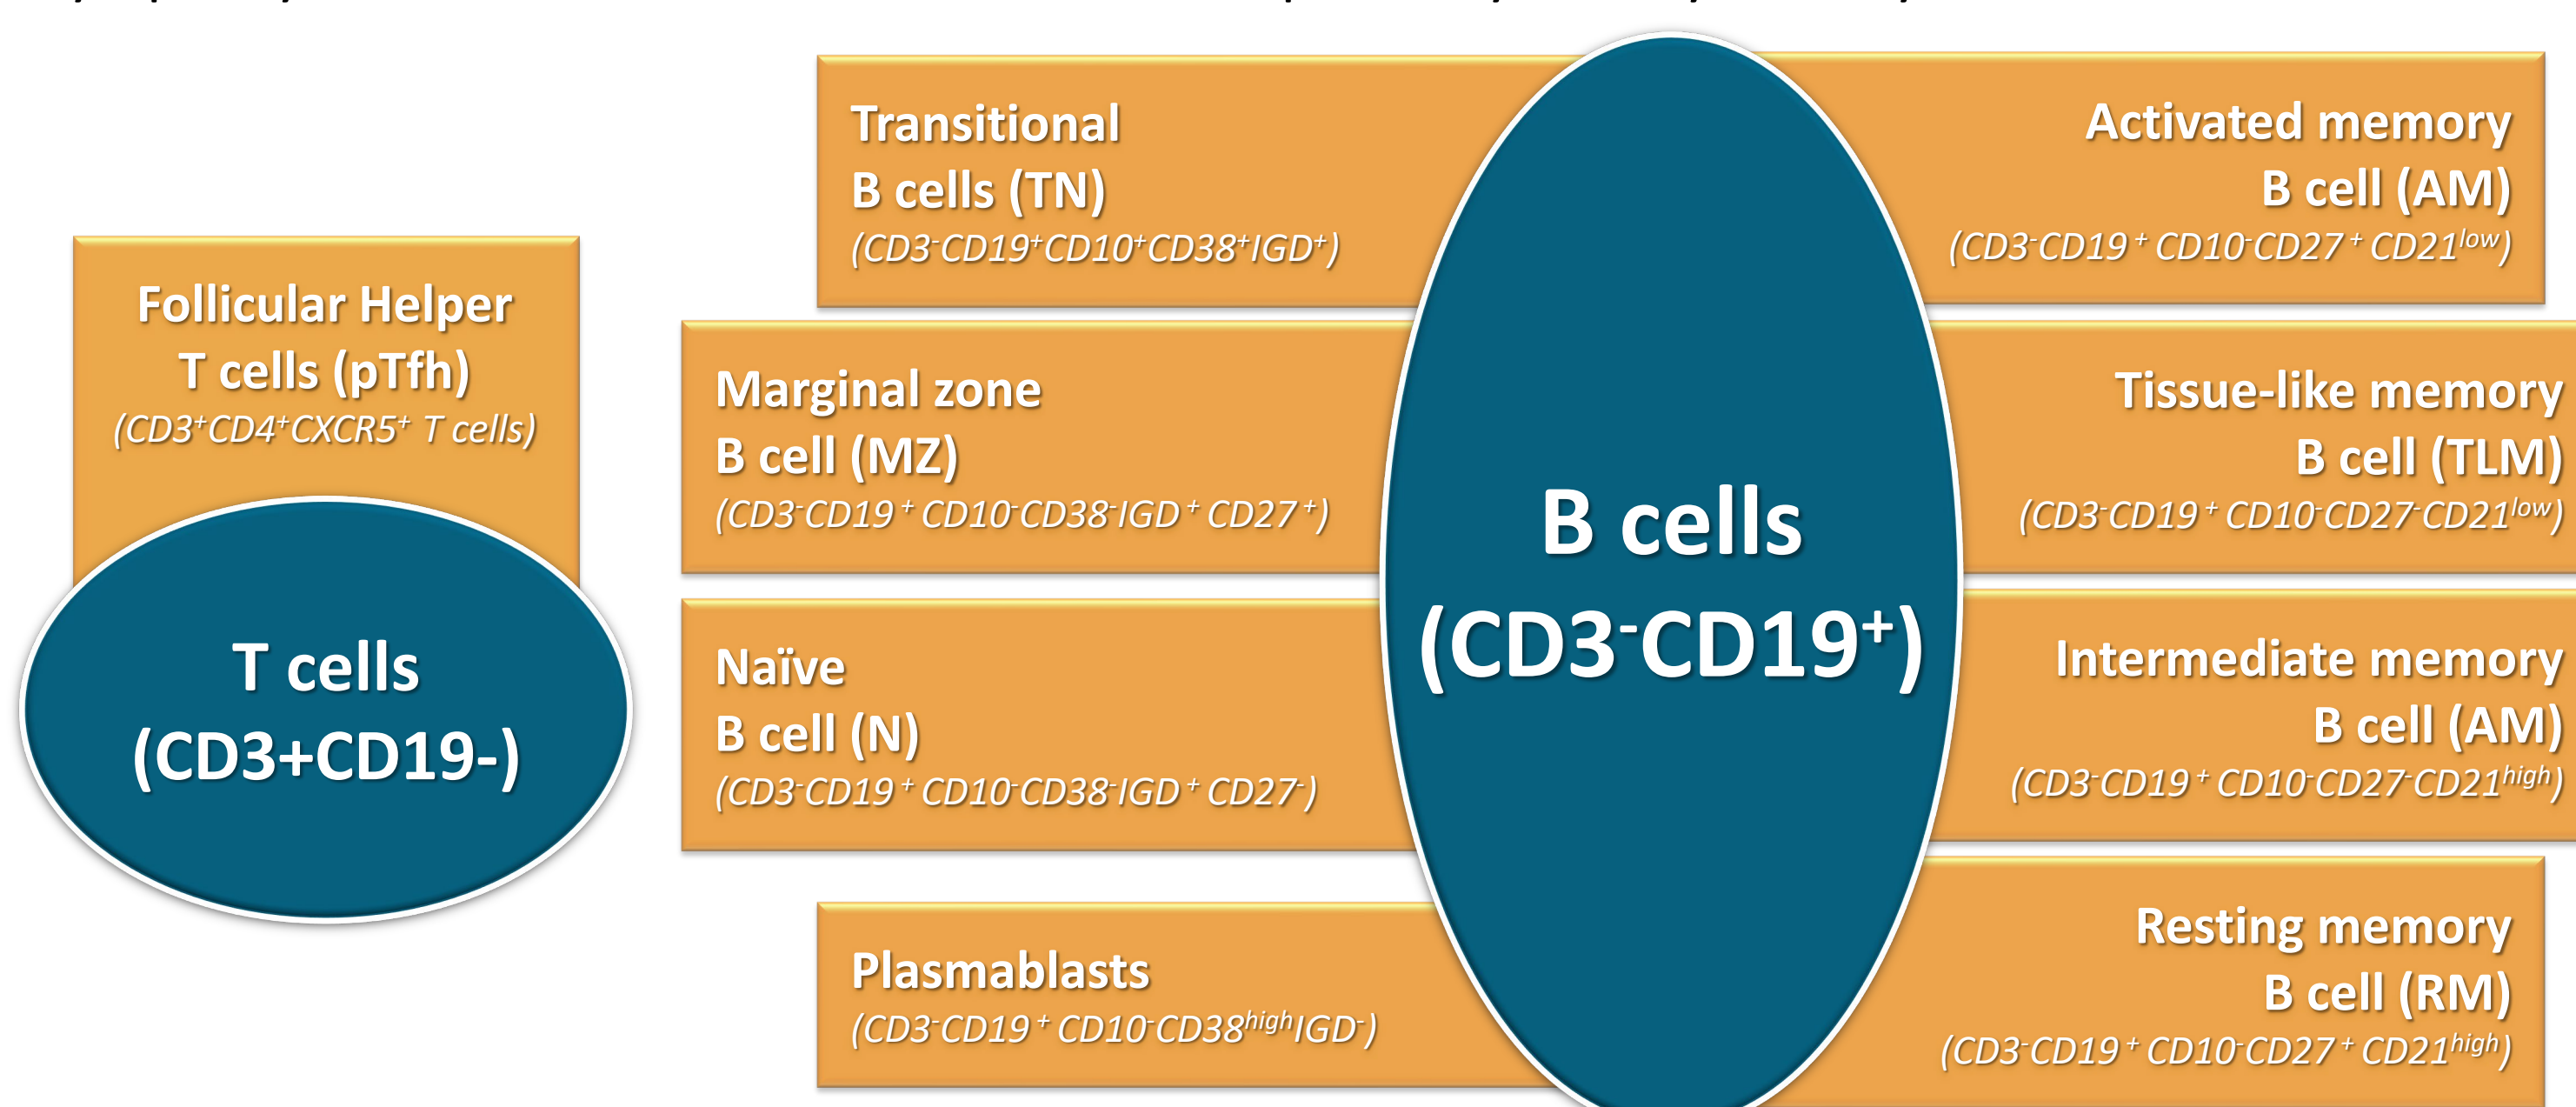 Follicular Helper
T cells (pTfh)
(CD3⁺CD4⁺CXCR5⁺ T cells)
T cells
(CD3+CD19-)
Transitional
B cells (TN)
(CD3⁻CD19⁺CD10⁺CD38⁺IGD⁺)
Marginal zone
B cell (MZ)
(CD3⁻CD19 ⁺ CD10⁻CD38⁻IGD ⁺ CD27 ⁺)
Naïve
B cell (N)
(CD3⁻CD19 ⁺ CD10⁻CD38⁻IGD ⁺ CD27⁻)
Plasmablasts
(CD3⁻CD19 ⁺ CD10⁻CD38ʰⁱᵍʰIGD⁻)
B cells
(CD3⁻CD19⁺)
Activated memory
B cell (AM)
(CD3⁻CD19 ⁺ CD10⁻CD27 ⁺ CD21ˡᵒʷ)
Tissue-like memory
B cell (TLM)
(CD3⁻CD19 ⁺ CD10⁻CD27⁻CD21ˡᵒʷ)
Intermediate memory
B cell (AM)
(CD3⁻CD19 ⁺ CD10⁻CD27⁻CD21ʰⁱᵍʰ)
Resting memory
B cell (RM)
(CD3⁻CD19 ⁺ CD10⁻CD27 ⁺ CD21ʰⁱᵍʰ)